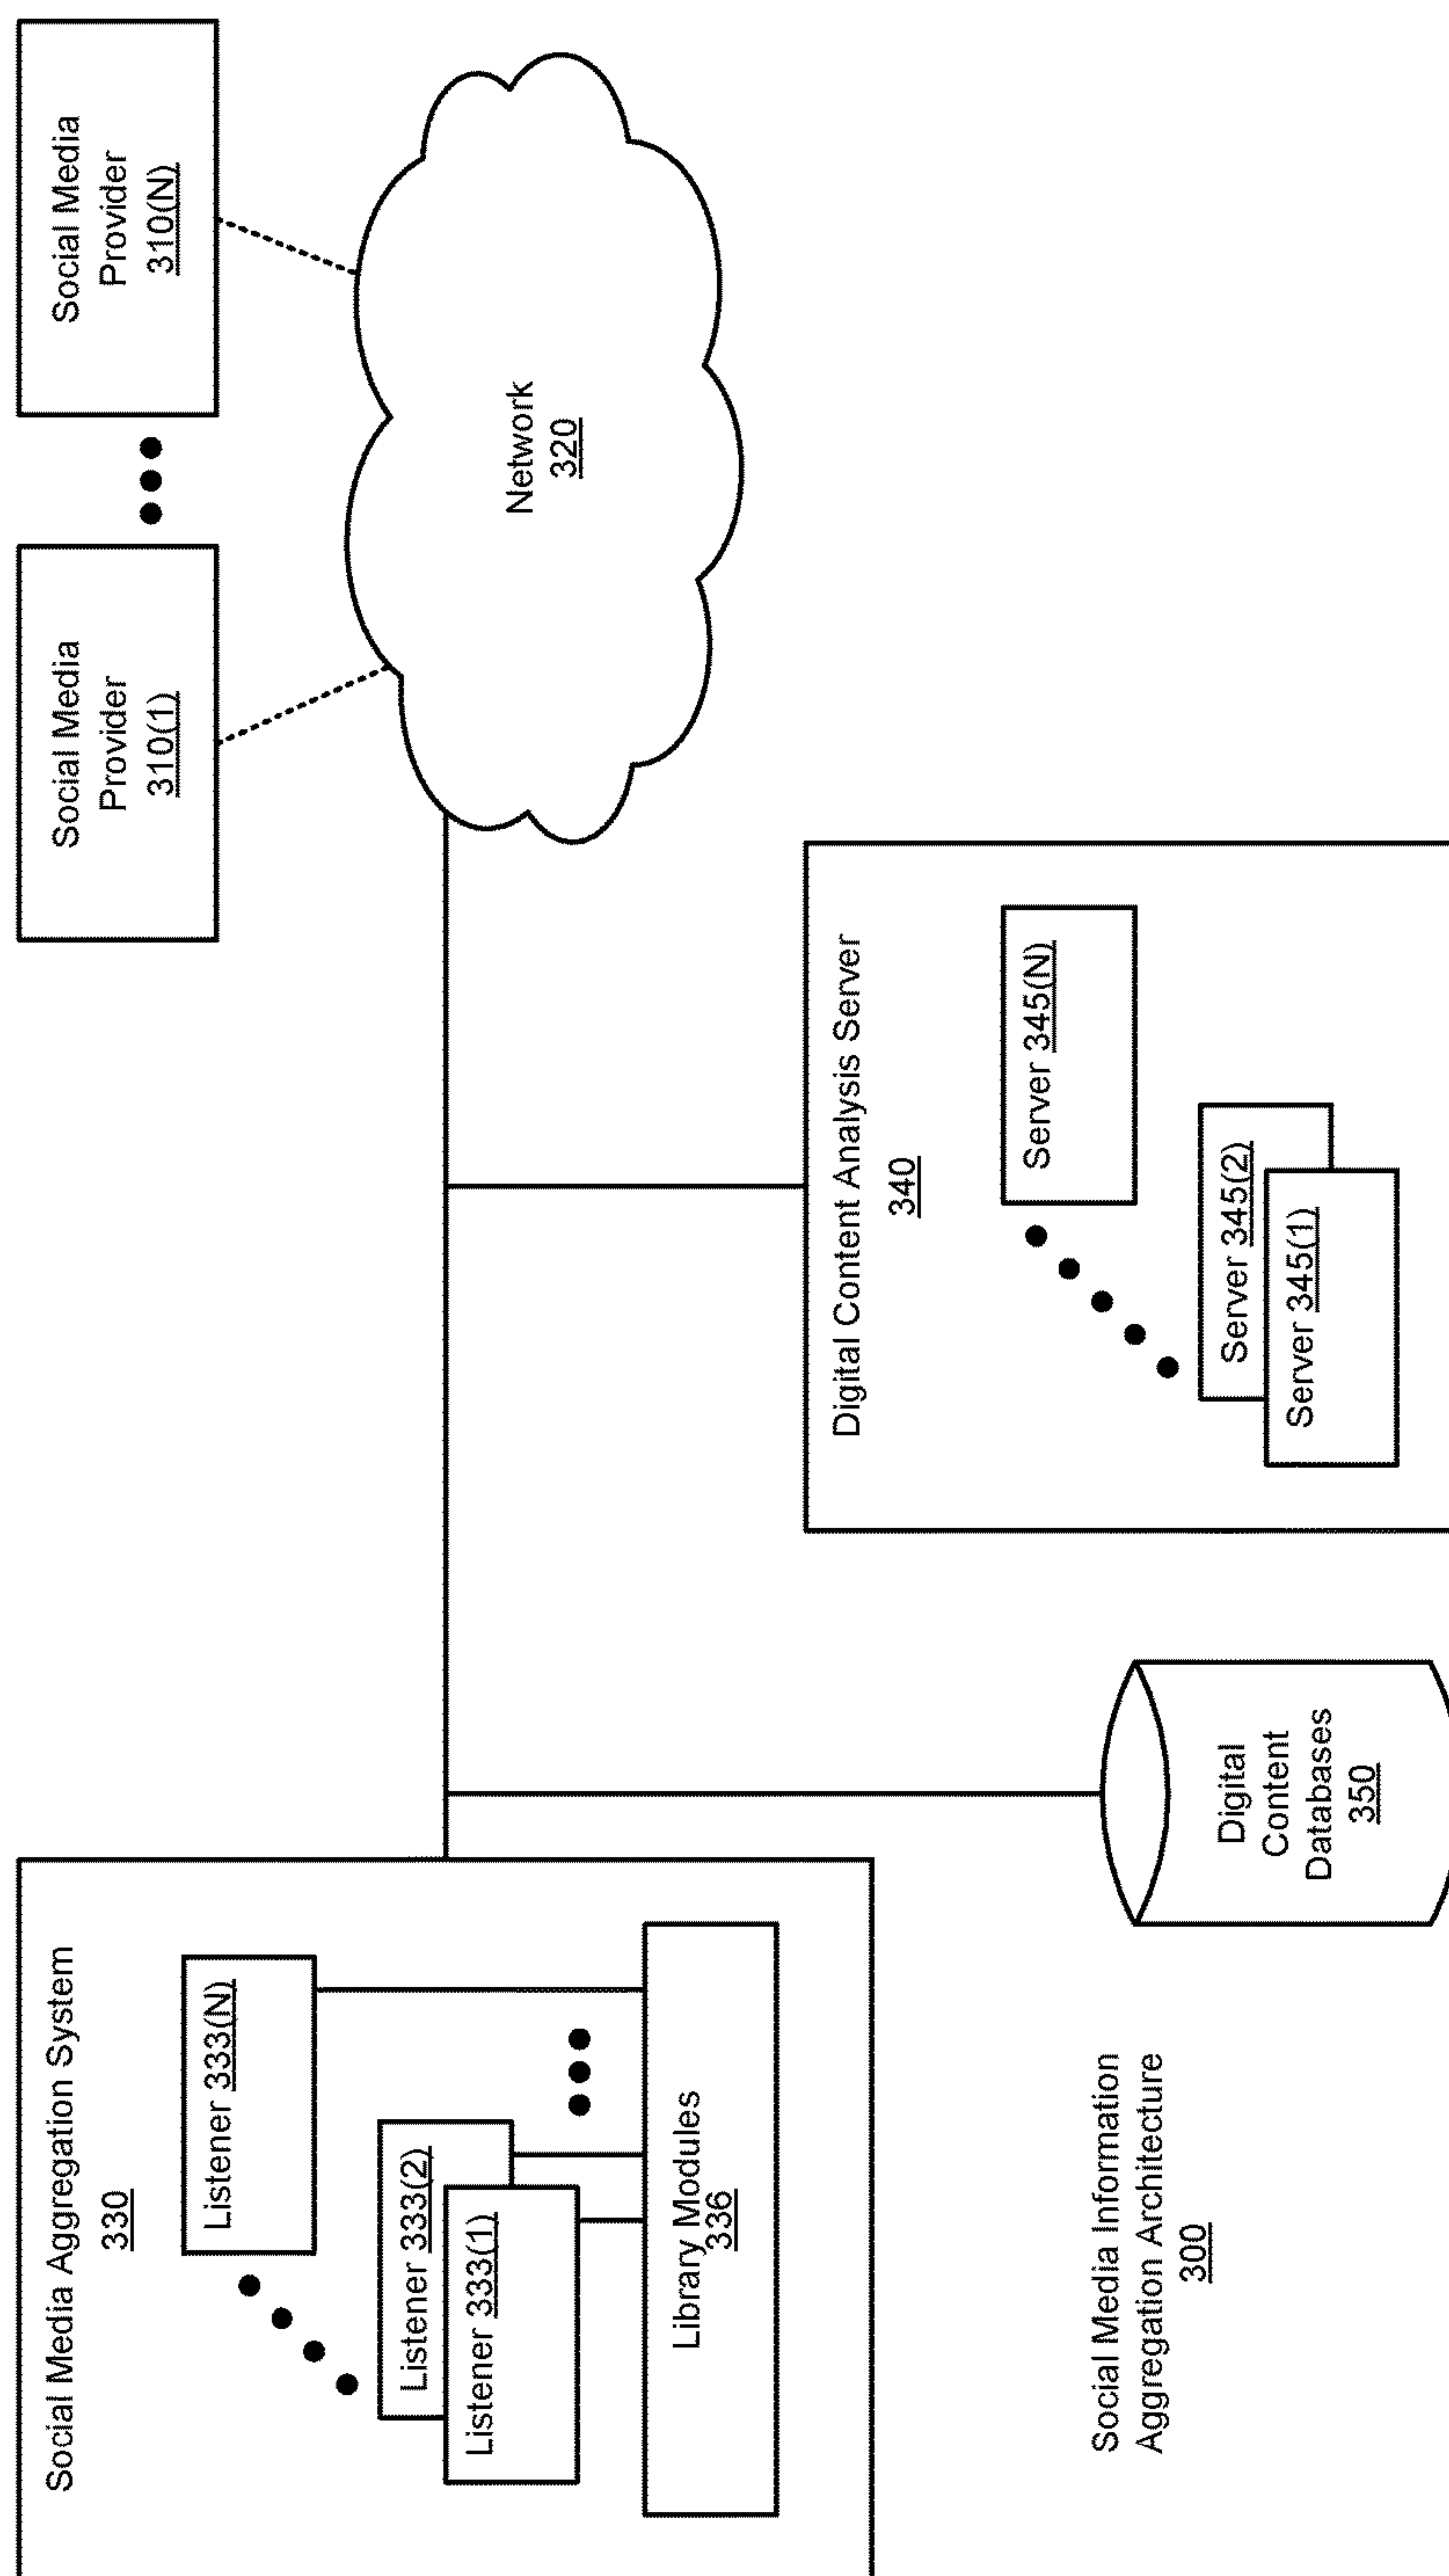 Social Media Aggregation System
330
Listener 333(N)
Listener 333(2)
Listener 333(1)
Library Modules
336
Social Media Information
Aggregation Architecture
300
Digital
Content
Databases
350
Digital Content Analysis Server
340
Server 345(N)
Server 345(2)
Server 345(1)
Social Media
Provider
310(1)
Social Media
Provider
310(N)
Network
320